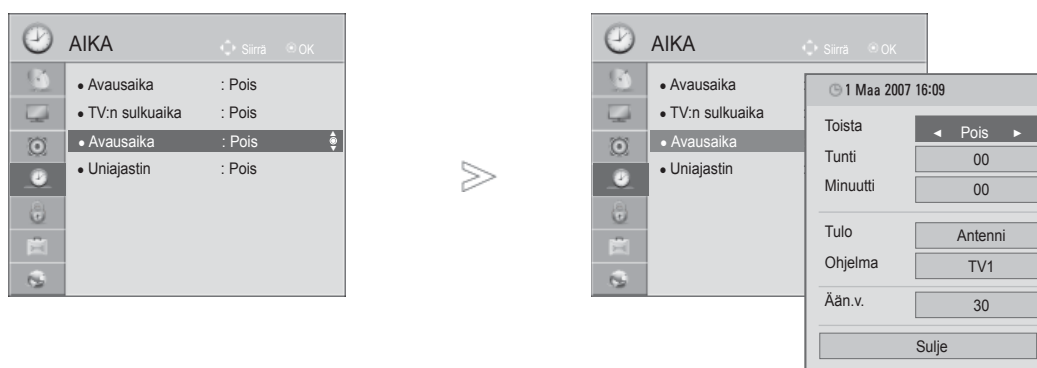 AIKA Siirrä OK
• Avausaika : Pois
• TV:n sulkuaika : Pois
• Avausaika : Pois
• Uniajastin : Pois
AIKA Siirrä OK
• Avausaika
• TV:n sulkuaika
• Avausaika
• Uniajastin :
1 Maa 2007 16:09
Toista ◄ Pois ►
Tunti 00
Minuutti 00
Tulo Antenni
Ohjelma TV1
Ään.v. 30
Sulje